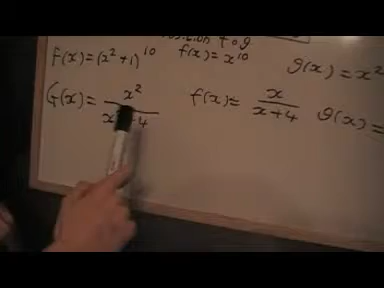 f∘g
F(x)=(x²+1)¹⁰ f(x)=x¹⁰ g(x)=x²
G(x)= x²/x +4 f(x)= x/x+4 g(x)=